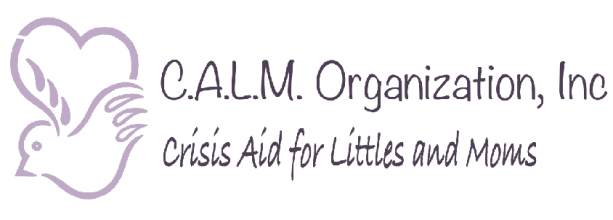 C.A.L.M. Organization, Inc
Crisis Aid for Littles and Moms